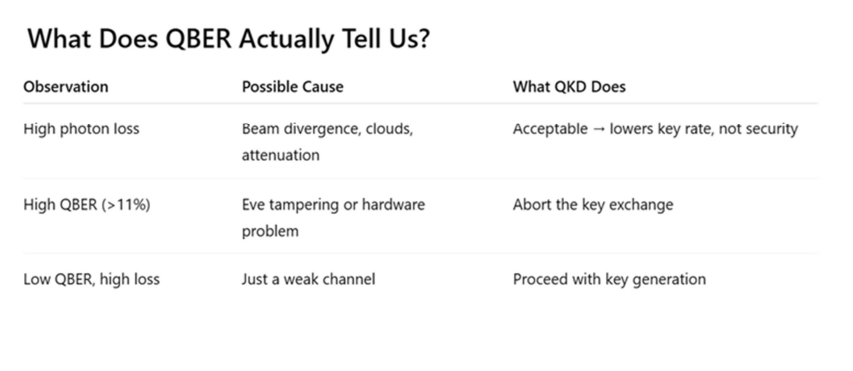 What Does QBER Actually Tell Us?
Observation Possible Cause What QKD Does
High photon loss Beam divergence, clouds, Acceptable → lowers key rate, not security
attenuation
High QBER (>11%) Eve tampering or hardware Abort the key exchange
problem
Low QBER, high loss Just a weak channel Proceed with key generation